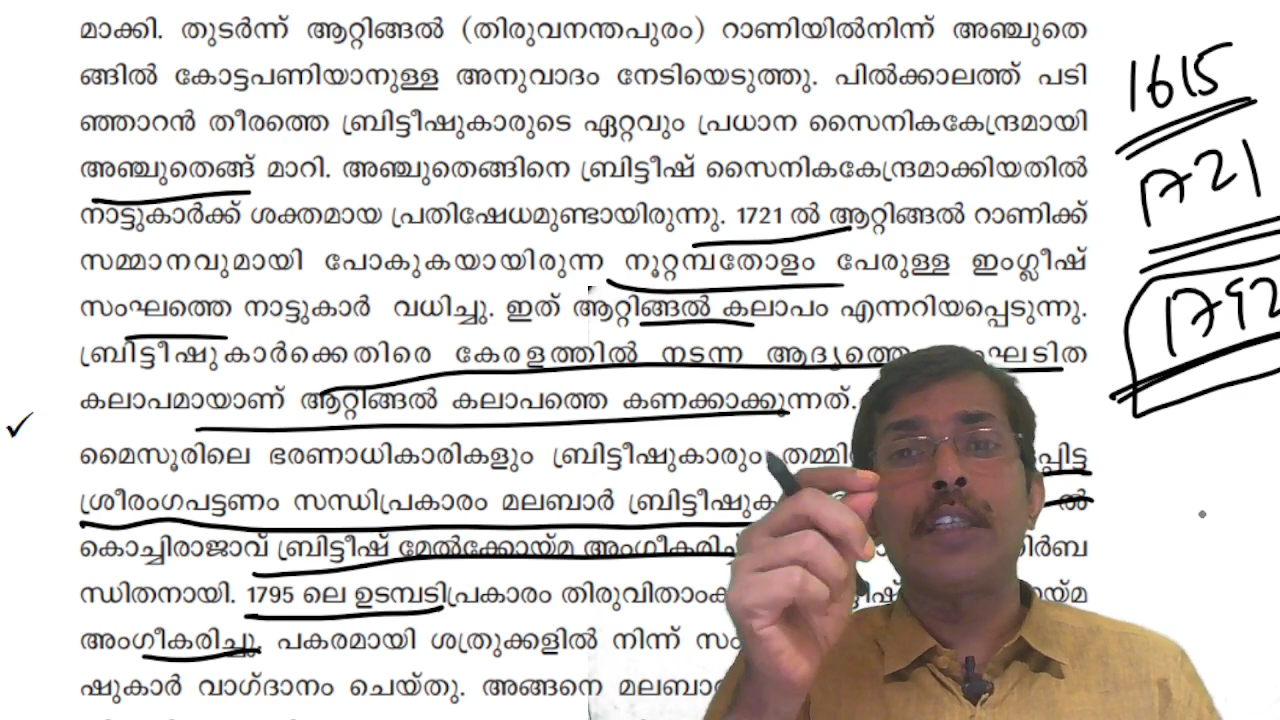 മാക്കി. തുടർന്ന് ആറ്റിങ്ങൽ (തിരുവനന്തപുരം) റാണിയിൽനിന്ന് അഞ്ചുതെ
ങ്ങിൽ കോട്ടപണിയാനുള്ള അനുവാദം നേടിയെടുത്തു. പിൽക്കാലത്ത് പടി
ഞ്ഞാറൻ തീരത്തെ ബ്രിട്ടീഷുകാരുടെ ഏറ്റവും പ്രധാന സൈനികകേന്ദ്രമായി
അഞ്ചുതെങ്ങ് മാറി. അഞ്ചുതെങ്ങിനെ ബ്രിട്ടീഷ് സൈനികകേന്ദ്രമാക്കിയതിൽ
നാട്ടുകാർക്ക് ശക്തമായ പ്രതിഷേധമുണ്ടായിരുന്നു. 1721 ൽ ആറ്റിങ്ങൽ റാണിക്ക്
സമ്മാനവുമായി പോകുകയായിരുന്ന നൂറ്റമ്പതോളം പേരുള്ള ഇംഗ്ലീഷ്
സംഘത്തെ നാട്ടുകാർ വധിച്ചു. ഇത് ആറ്റിങ്ങൽ കലാപം എന്നറിയപ്പെടുന്നു.
ബ്രിട്ടീഷുകാർക്കെതിരെ കേരളത്തിൽ നടന്ന ആദ്യത്തെ
കലാപമായാണ് ആറ്റിങ്ങൽ കലാപത്തെ കണക്കാക്കുന്നത്.
മൈസൂരിലെ ഭരണാധികാരികളും ബ്രിട്ടീഷുകാരും
ശ്രീരംഗപട്ടണം സന്ധിപ്രകാരം മലബാർ
കൊച്ചിരാജാവ് ബ്രിട്ടീഷ് മേൽക്കോയ്മ
ന്ധിതനായി. 1795 ലെ ഉടമ്പടിപ്രകാരം
അംഗീകരിച്ചു. പകരമായി ശത്രുക്കളിൽ നിന്ന്
ഷുകാർ വാഗ്ദാനം ചെയ്തു. അങ്ങനെ
1615
1721
1792